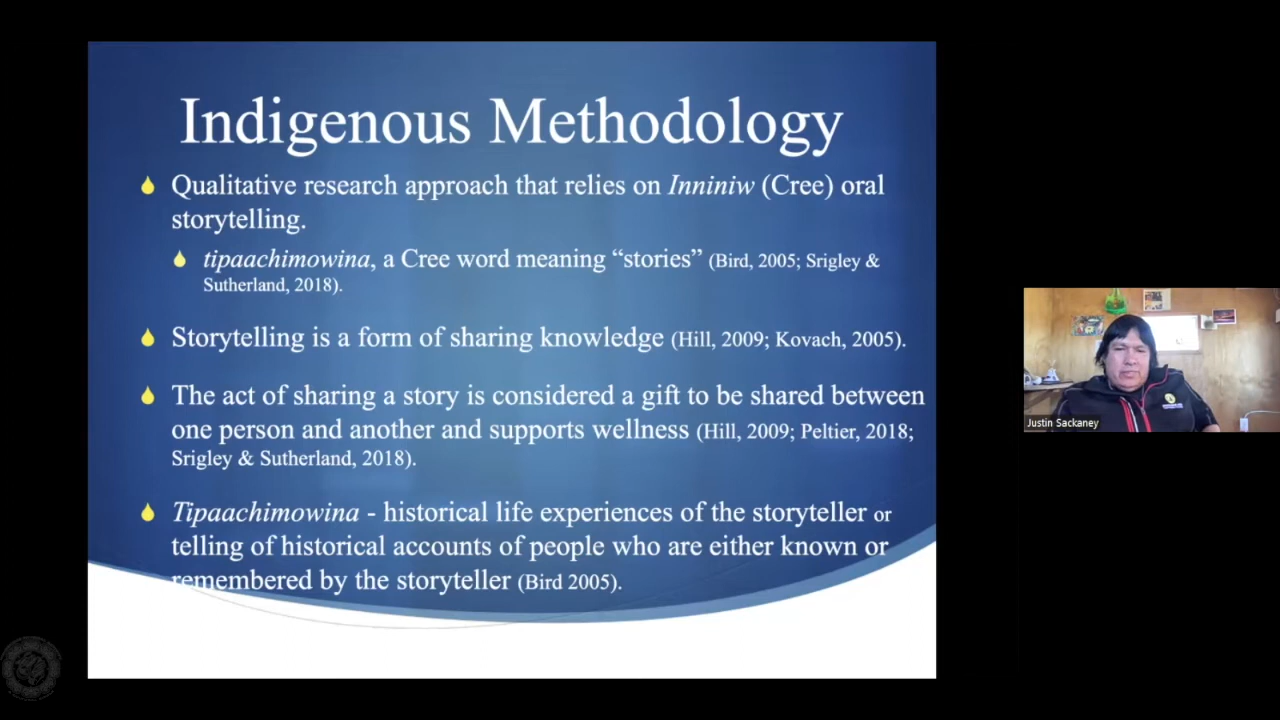 Indigenous Methodology
Qualitative research approach that relies on Inniniw (Cree) oral
storytelling.
tipaachimowina, a Cree word meaning “stories” (Bird, 2005; Srigley &
Sutherland, 2018).
Storytelling is a form of sharing knowledge (Hill, 2009; Kovach, 2005).
The act of sharing a story is considered a gift to be shared between
one person and another and supports wellness (Hill, 2009; Peltier, 2018;
Srigley & Sutherland, 2018).
Tipaachimowina - historical life experiences of the storyteller or
telling of historical accounts of people who are either known or
remembered by the storyteller (Bird 2005).
Justin Sackaney